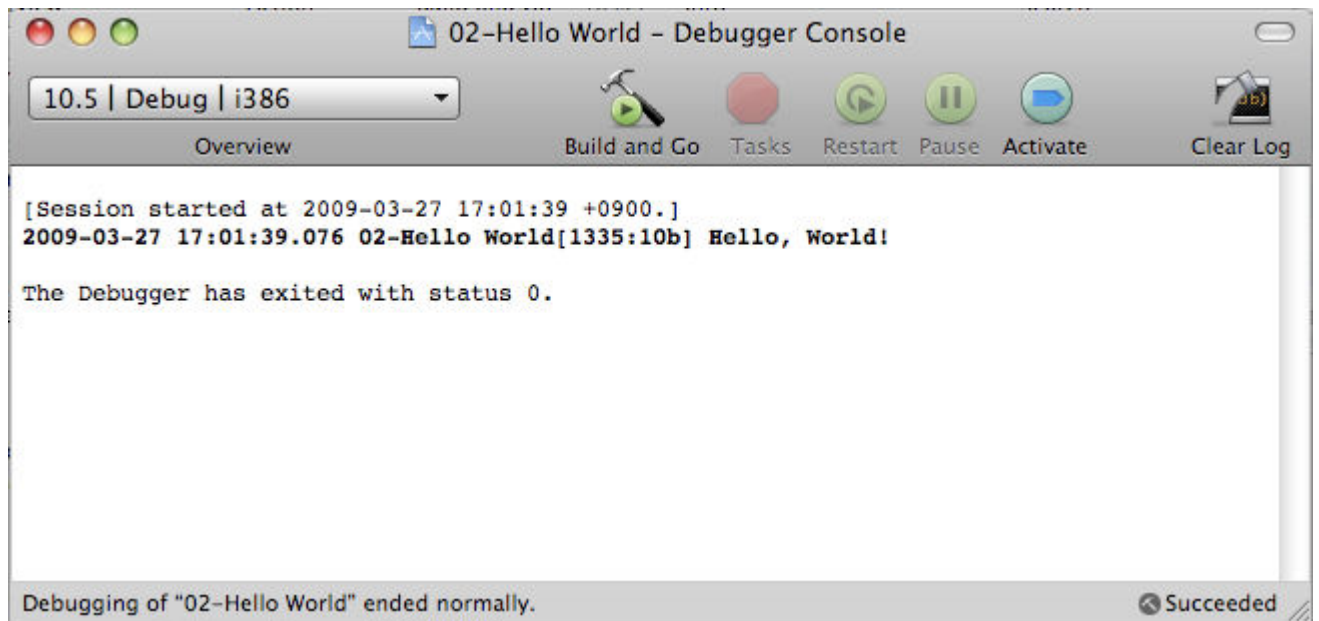 02-Hello World - Debugger Console
10.5 | Debug | i386
Overview
Build and Go
Tasks
Restart
Pause
Activate
Clear Log
[Session started at 2009-03-27 17:01:39 +0900.]
2009-03-27 17:01:39.076 02-Hello World[1335:10b] Hello, World!
The Debugger has exited with status 0.
Debugging of “02-Hello World” ended normally.
Succeeded